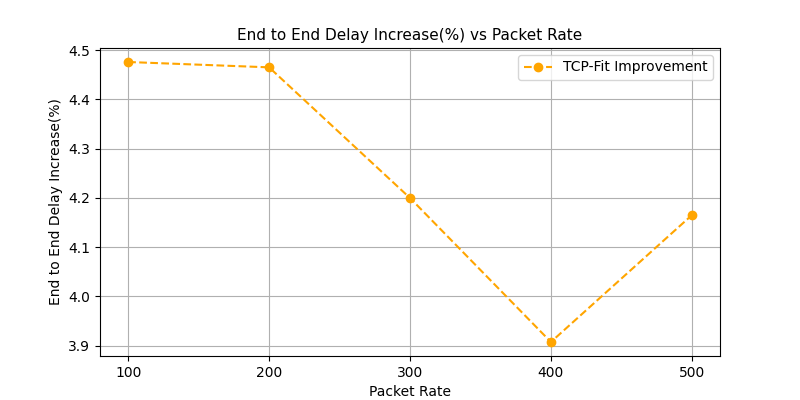 End to End Delay Increase(%) vs Packet Rate
TCP-Fit Improvement
End to End Delay Increase(%)
4.5
4.4
4.3
4.2
4.1
4.0
3.9
100 200 300 400 500
Packet Rate